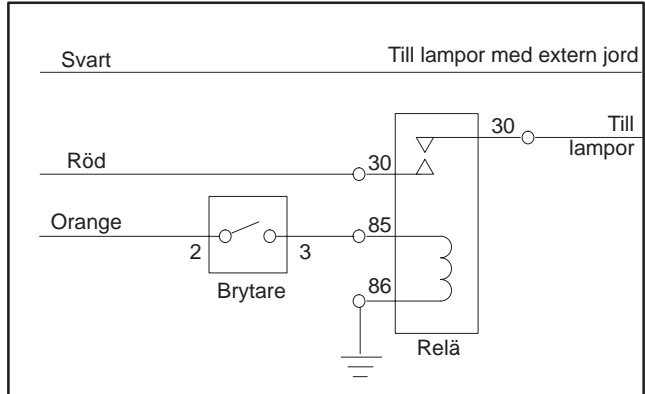 Svart
Till lampor med extern jord
30
Till
lampor
Röd
30
Orange
85
2
3
86
Brytare
Relä